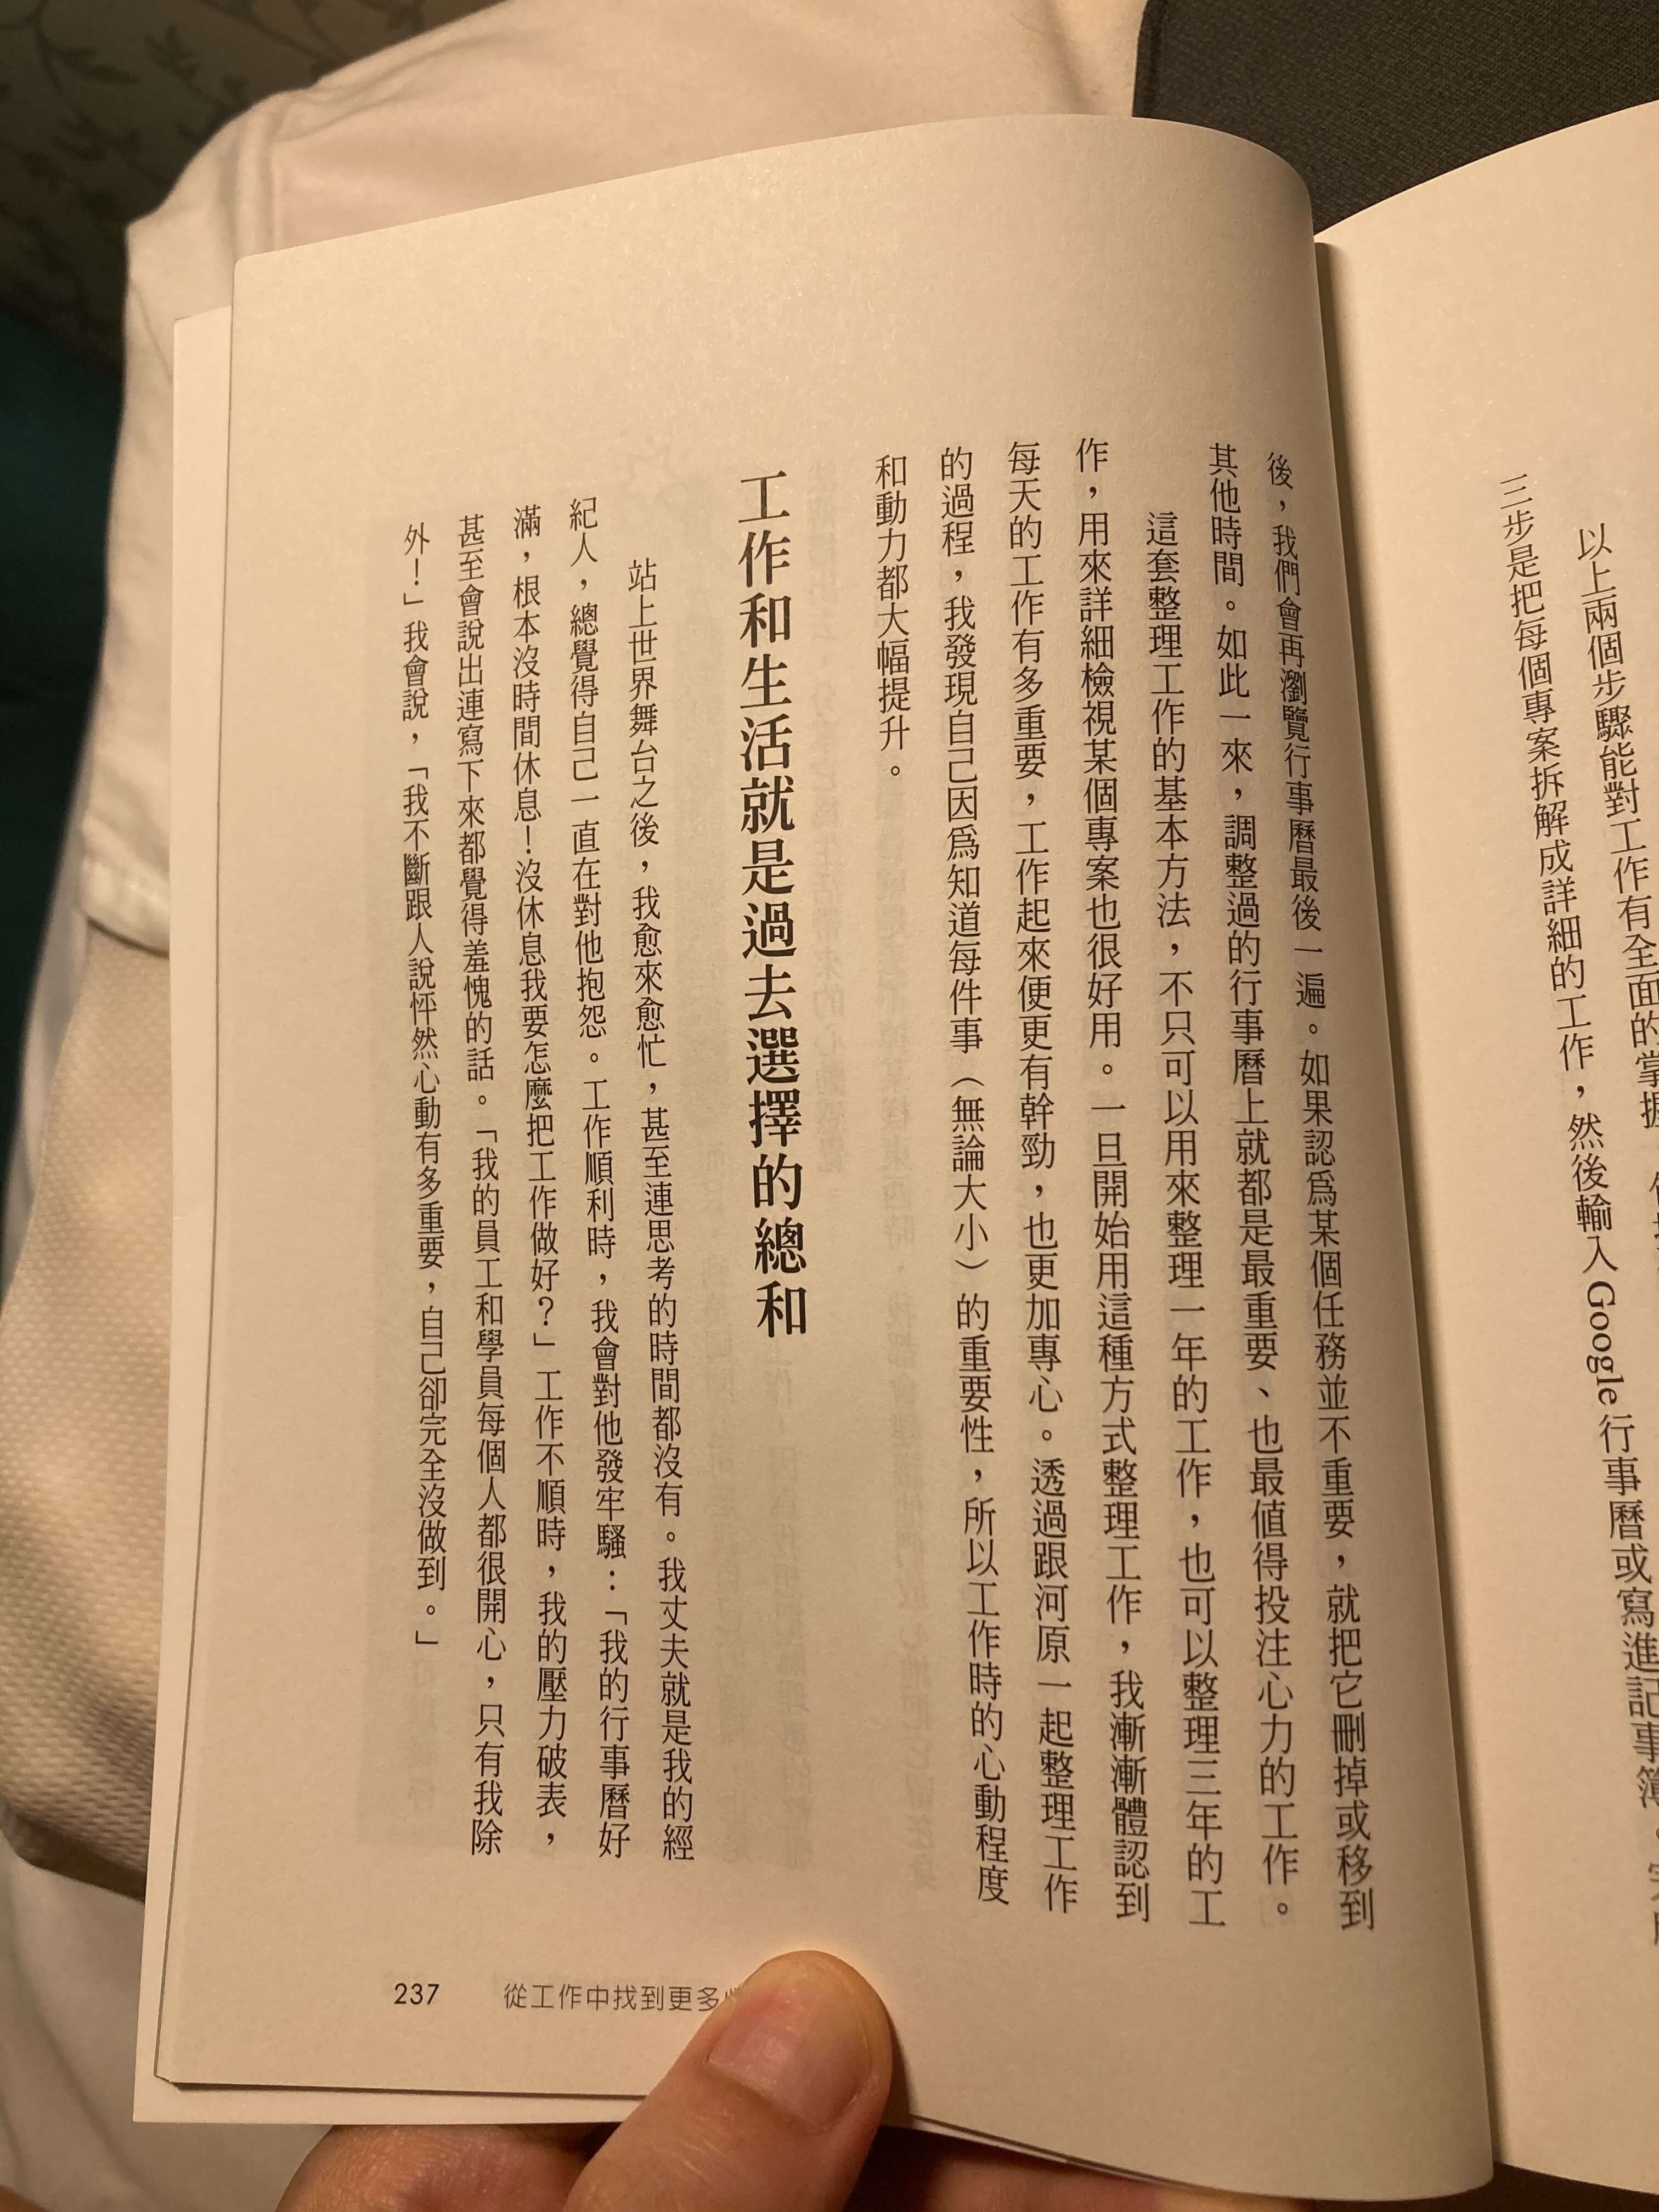 以上兩個步驟能對工作有全面的掌握
三步是把每個專案拆解成詳細的工作，然後輸入 Google 行事曆或寫進記事簿。
後，我們會再瀏覽行事曆最後一遍。如果認為某個任務並不重要，就把它刪掉或移到
其他時間。如此一來，調整過的行事曆上就都是最重要、也最值得投注心力的工作。
這套整理工作的基本方法，不只可以用來整理一年的工作，也可以整理三年的工
作，用來詳細檢視某個專案也很好用。一旦開始用這種方式整理工作，我漸漸體認到
每天的工作有多重要，工作起來便更有幹勁，也更加專心。透過跟河原一起整理工作
的過程，我發現自己因為知道每件事（無論大小）的重要性，所以工作時的心動程度
和動力都大幅提升。
工作和生活就是過去選擇的總和
站上世界舞台之後，我愈來愈忙，甚至連思考的時間都沒有。我丈夫就是我的經
紀人，總覺得自己一直在對他抱怨。工作順利時，我會對他發牢騷：「我的行事曆好
滿，根本沒時間休息！沒休息我要怎麼把工作做好？」工作不順時，我的壓力破表，
甚至會說出連寫下來都覺得羞愧的話。「我的員工和學員每個人都很開心，只有我除
外！」我會說，「我不斷跟人說怦然心動有多重要，自己卻完全沒做到。」
237 從工作中找到更多